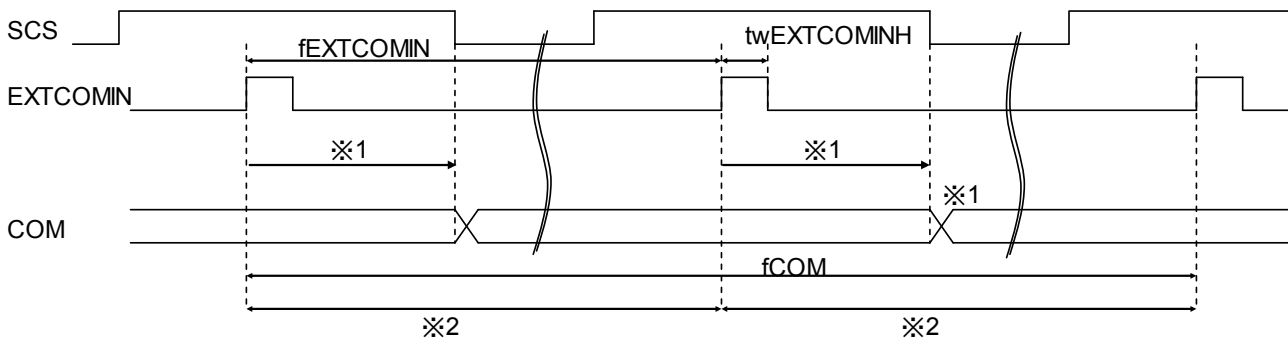 SCS
fEXTCOMIN
twEXTCOMINH
EXTCOMIN
※1
※1
※1
COM
fCOM
※2
※2